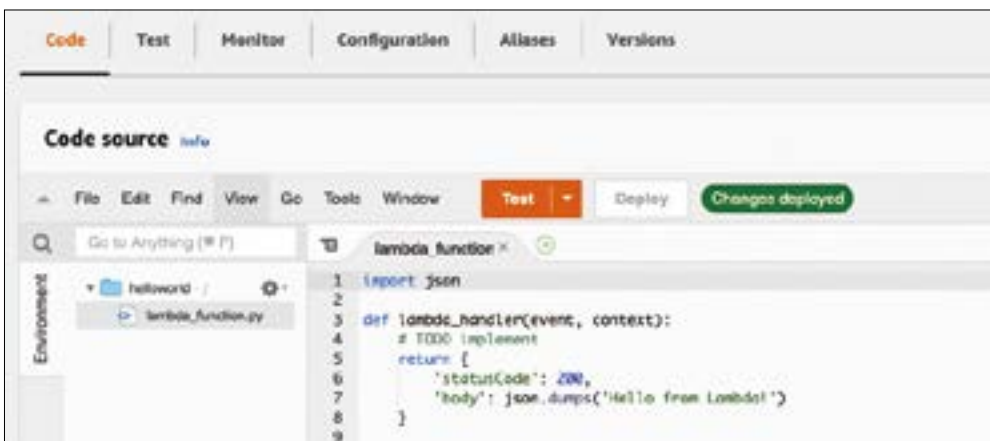 Code Test Monitor Configuration Aliases Versions
Code source Info
File Edit Find View Go Tools Window Test Deploy Changes deployed
Go to Anything (⌘ P) lambda_function ×
Environment
helloworld /
lambda_function.py
1 import json
2
3 def lambda_handler(event, context):
4 # TODO implement
5 return {
6 'statusCode': 200,
7 'body': json.dumps('Hello from Lambda!')
8 }
9